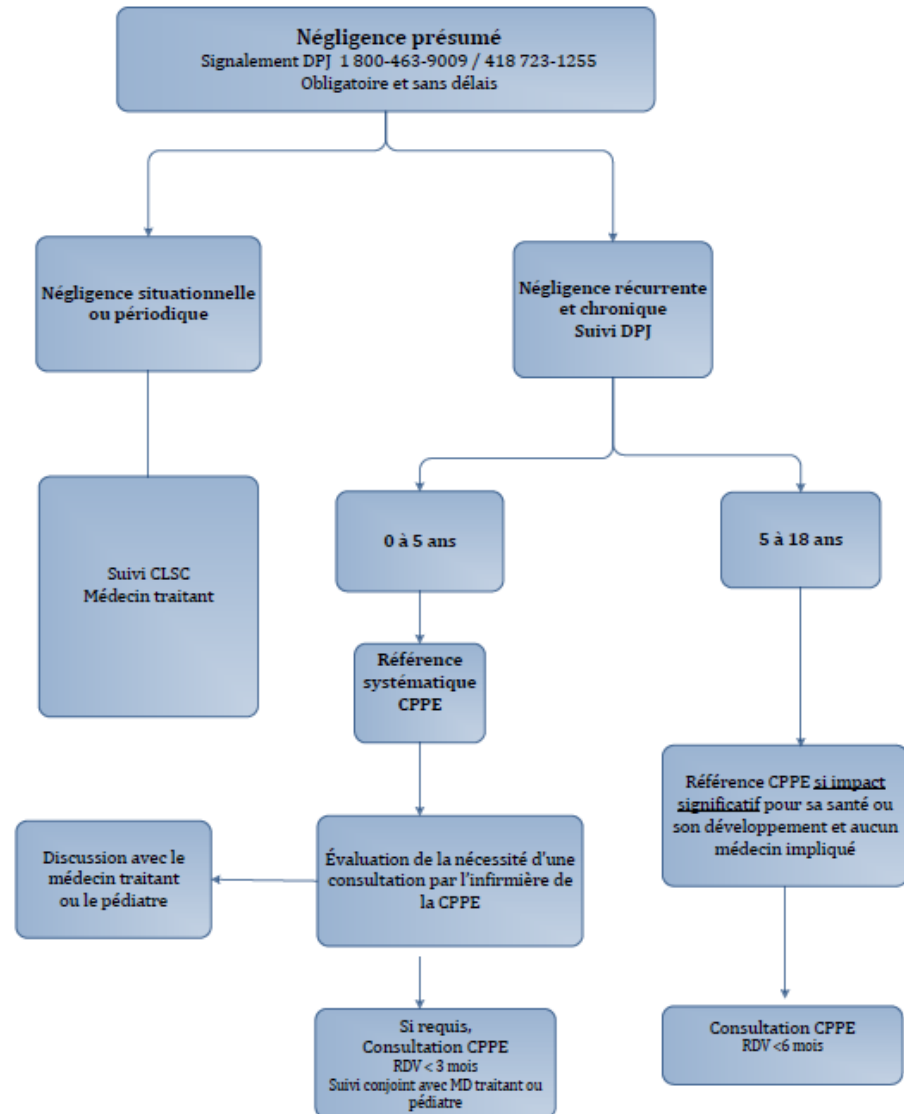 Négligence présumé
Signalement DPJ 1 800-463-9009 / 418 723-1255
Obligatoire et sans délais
Négligence situationnelle
ou périodique
Négligence récurrente
et chronique
Suivi DPJ
Suivi CLSC
Médecin traitant
0 à 5 ans
5 à 18 ans
Référence
systématique
CPPE
Référence CPPE si impact
significatif pour sa santé ou
son développement et aucun
médecin impliqué
Discussion avec le
médecin traitant
ou le pédiatre
Évaluation de la nécessité d'une
consultation par l'infirmière de
la CPPE
Si requis,
Consultation CPPE
RDV < 3 mois
Suivi conjoint avec MD traitant ou
pédiatre
Consultation CPPE
RDV <6 mois